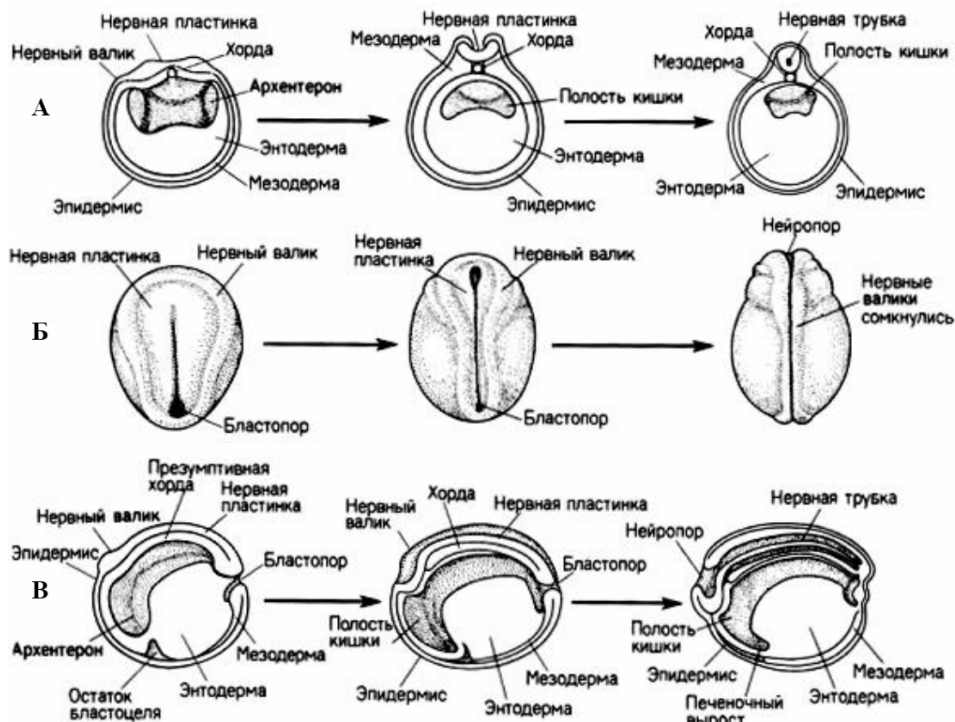 Нервная пластинка
Нервный валик
Хорда
Архентерон
Энтодерма
Мезодерма
Эпидермис
А
Нервная пластинка
Мезодерма
Хорда
Полость кишки
Энтодерма
Эпидермис
Нервная трубка
Хорда
Мезодерма
Полость кишки
Энтодерма
Эпидермис
Б
Нервная пластинка
Нервный валик
Бластопор
Нервная
пластинка
Нервный валик
Бластопор
Нейропор
Нервные
валики
сомкнулись
В
Презумптивная
хорда
Нервная
пластинка
Нервный валик
Эпидермис
Бластопор
Архентерон
Мезодерма
Остаток
бластоцеля
Энтодерма
Нервный
валик
Хорда
Нервная пластинка
Бластопор
Полость
кишки
Эпидермис
Энтодерма
Мезодерма
Нервная трубка
Нейропор
Полость
кишки
Эпидермис
Печеночный
вырост
Энтодерма
Мезодерма